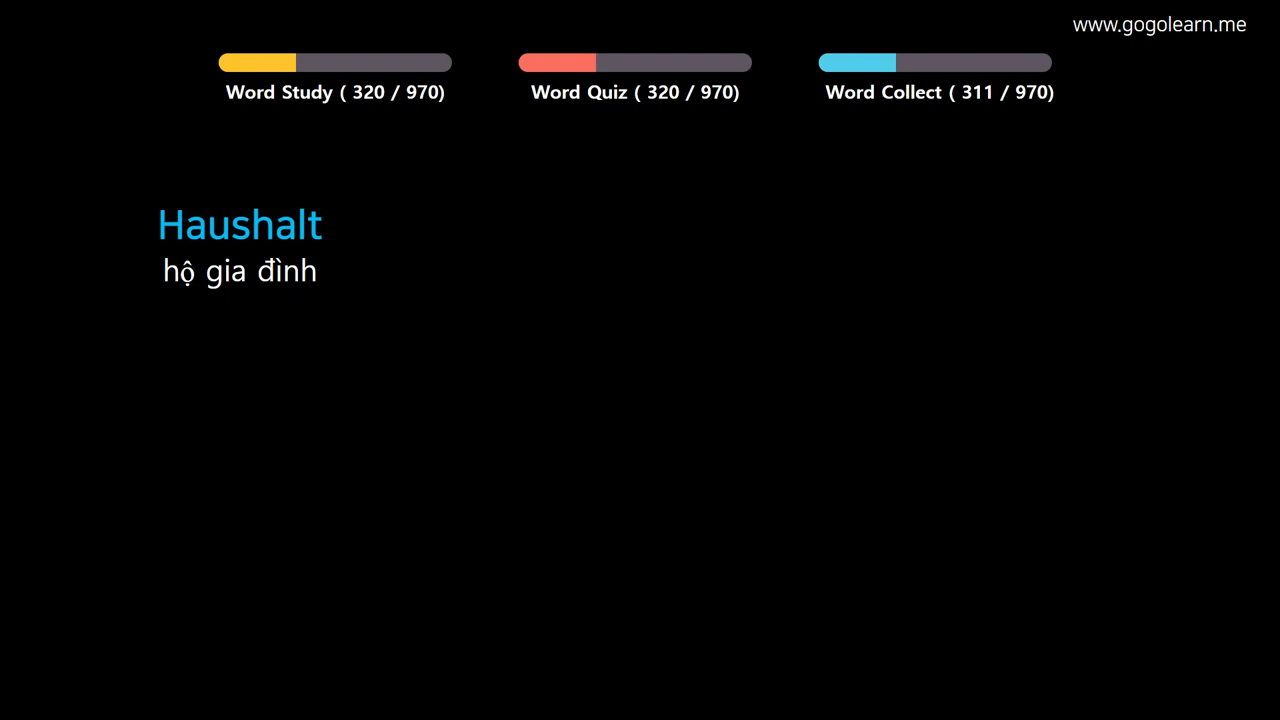 www.gogolearn.me
Word Study ( 320 / 970)
Word Quiz ( 320 / 970)
Word Collect ( 311 / 970)
Haushalt
hộ gia đình